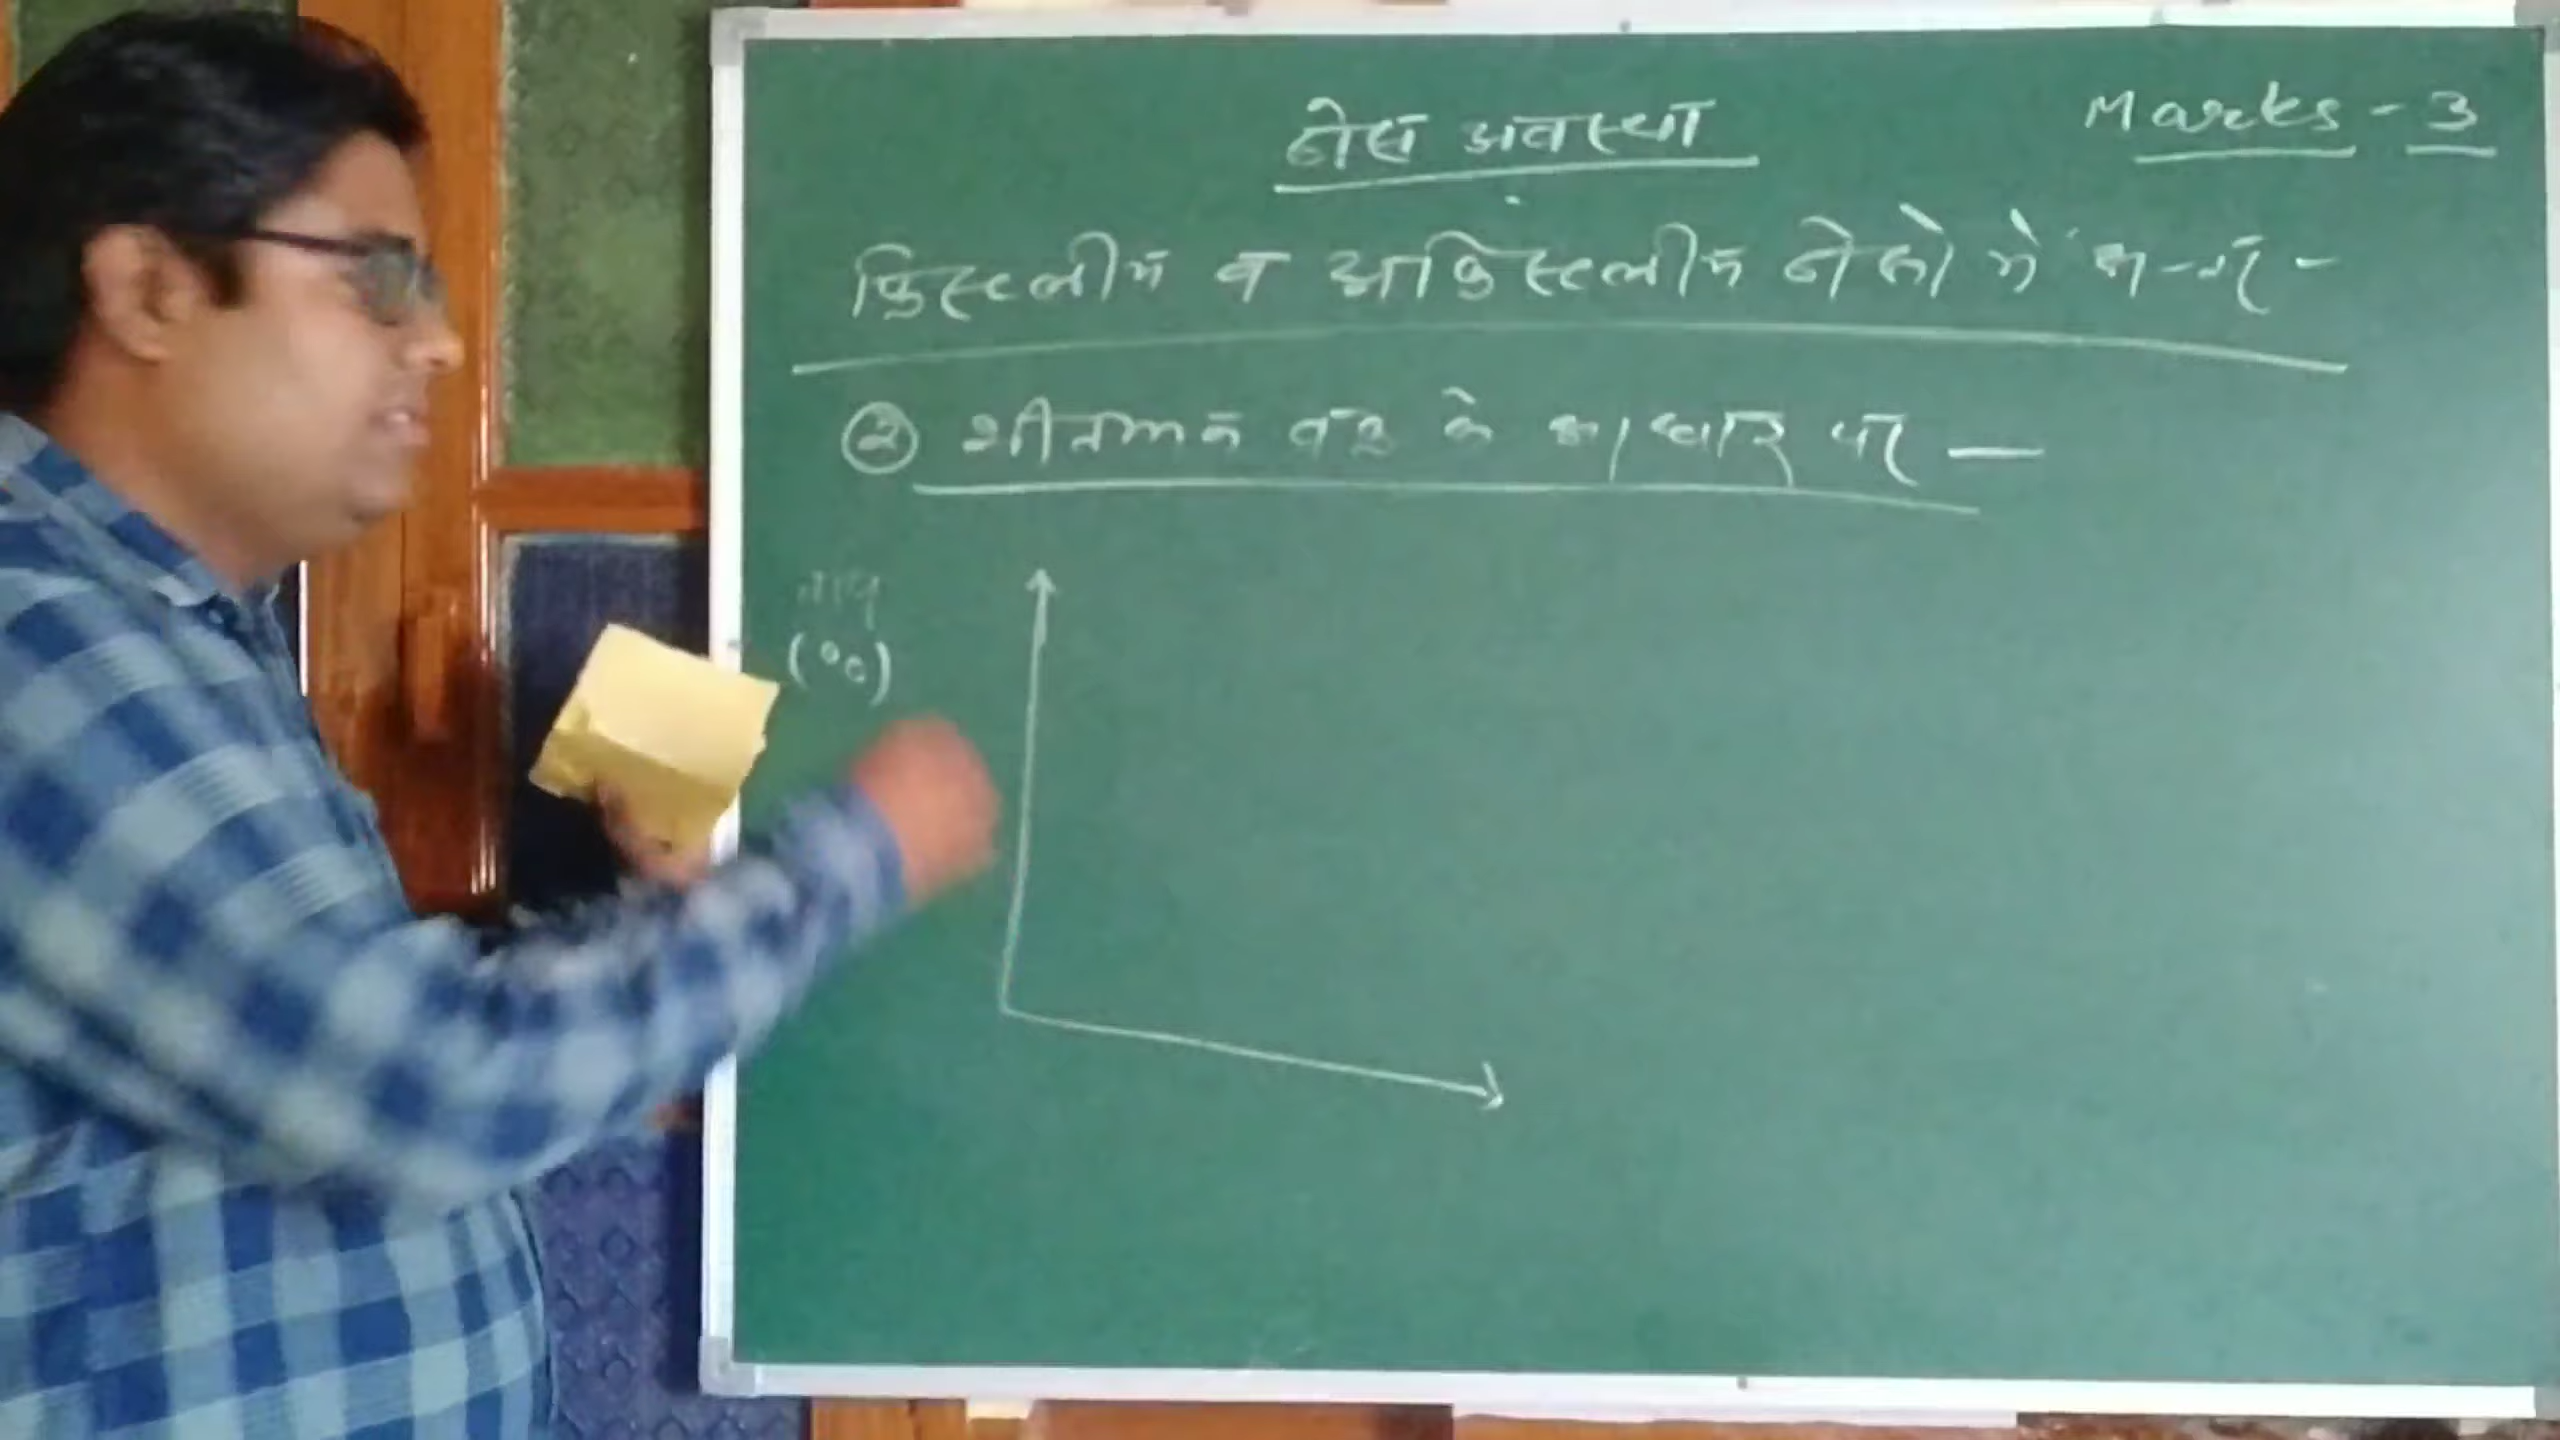 ठोस अवस्था
Marks - 3
क्रिस्टलीय व अक्रिस्टलीय ठोसो मे अन्तर -
② शीतलन वक्र के आधार पर —
ताप
(°C)